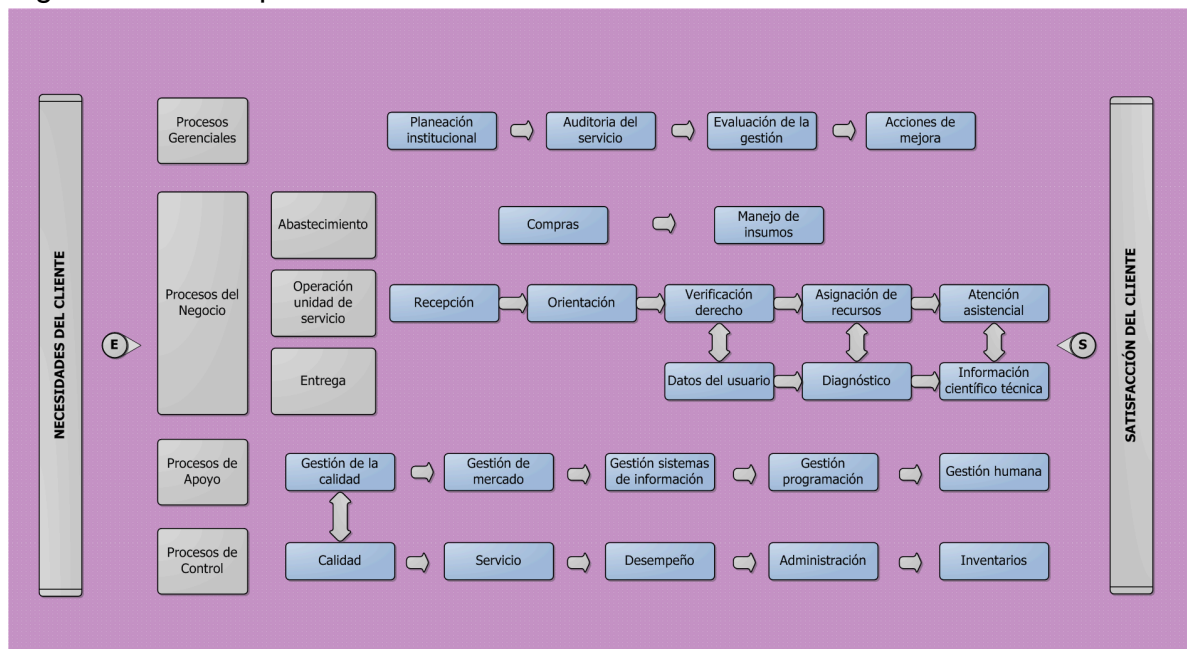 NECESIDADES DEL CLIENTE
E
Procesos
Gerenciales
Planeación
institucional
Auditoria del
servicio
Evaluación de la
gestión
Acciones de
mejora
Procesos del
Negocio
Abastecimiento
Compras
Manejo de
insumos
Operación
unidad de
servicio
Recepción
Orientación
Verificación
derecho
Asignación de
recursos
Atención
asistencial
Entrega
Datos del usuario
Diagnóstico
Información
científico técnica
Procesos de
Apoyo
Gestión de la
calidad
Gestión de
mercado
Gestión sistemas
de información
Gestión
programación
Gestión humana
Procesos de
Control
Calidad
Servicio
Desempeño
Administración
Inventarios
S
SATISFACCIÓN DEL CLIENTE